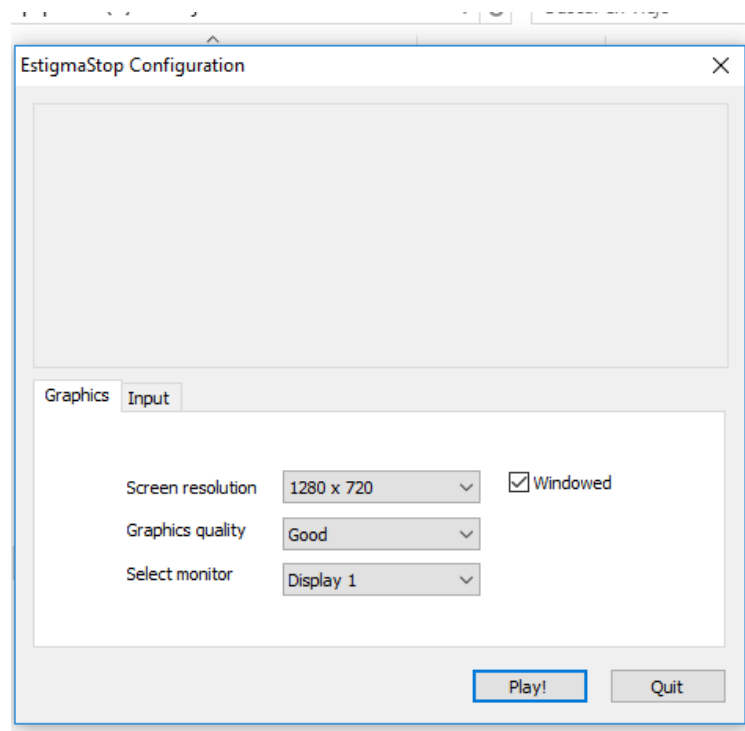 EstigmaStop Configuration
Graphics Input
Screen resolution 1280 x 720 Windowed
Graphics quality Good
Select monitor Display 1
Play! Quit